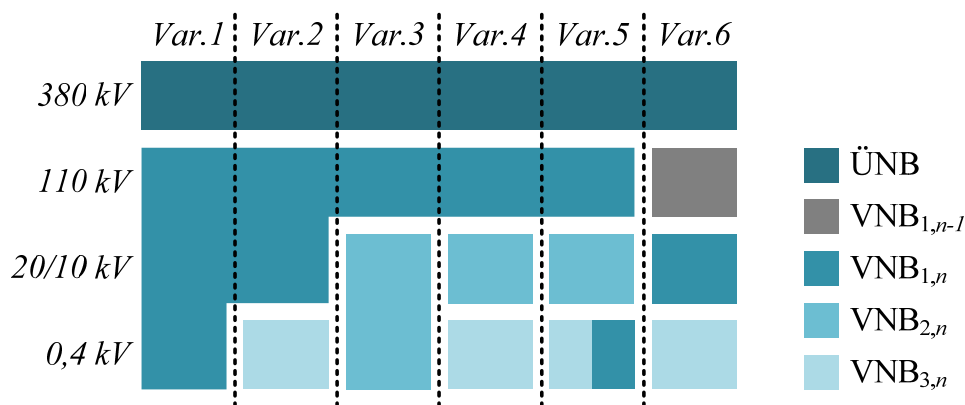 Var.1 Var.2 Var.3 Var.4 Var.5 Var.6
380 kV
110 kV
20/10 kV
0,4 kV
ÜNB
VNB1,n-1
VNB1,n
VNB2,n
VNB3,n